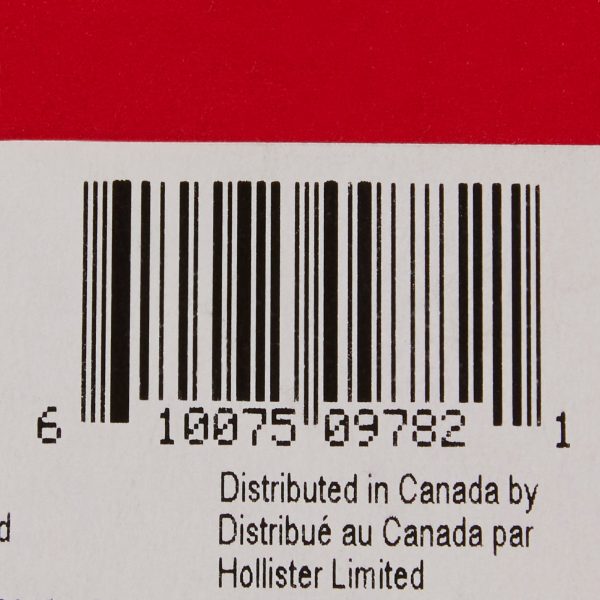 6 10075 09782 1
Distributed in Canada by
d
Distribué au Canada par
Hollister Limited